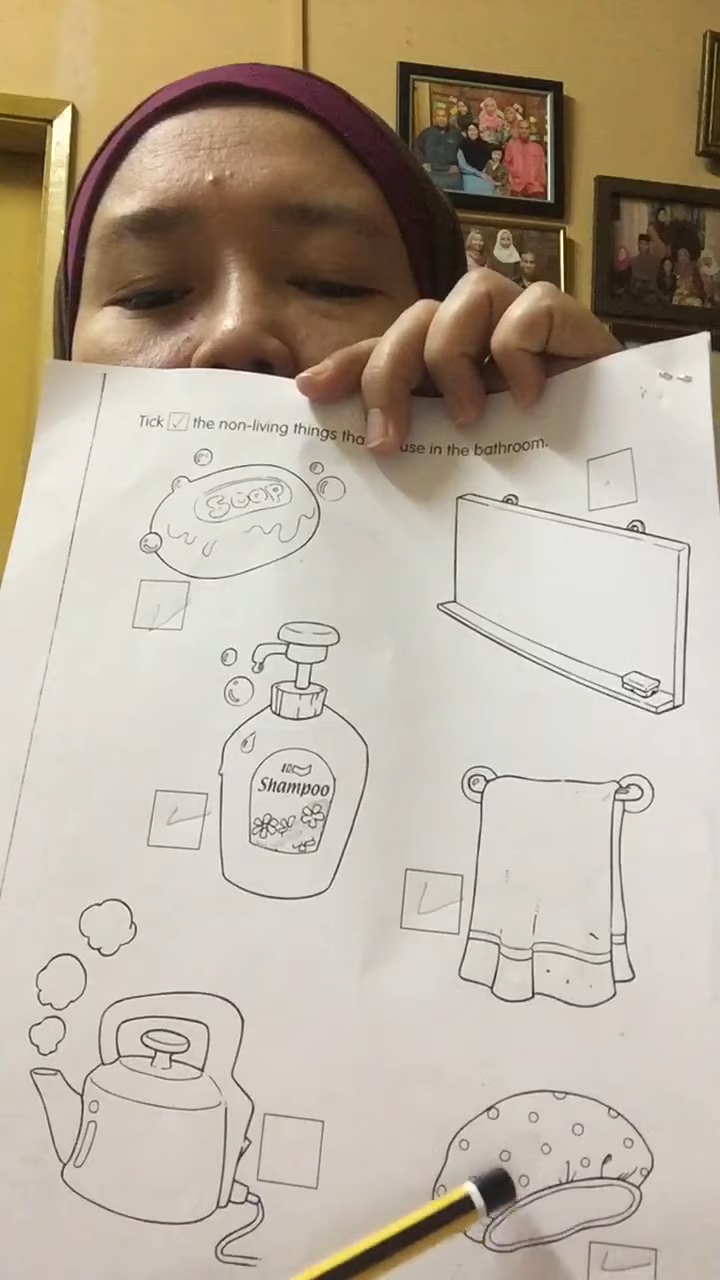 Tick ✓ the non-living things tha use in the bathroom.
SOAP
Shampoo